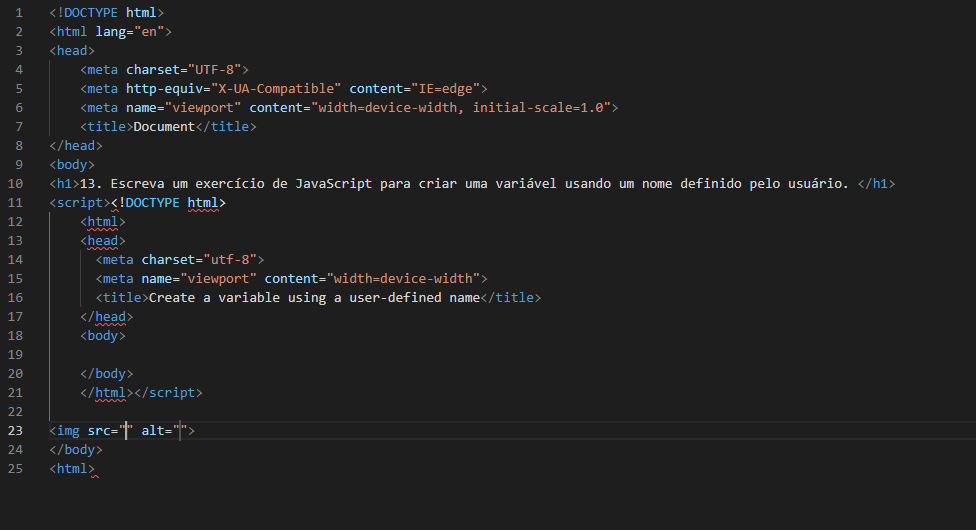 1 <!DOCTYPE html>
2 <html lang="en">
3 <head>
4 <meta charset="UTF-8">
5 <meta http-equiv="X-UA-Compatible" content="IE=edge">
6 <meta name="viewport" content="width=device-width, initial-scale=1.0">
7 <title>Document</title>
8 </head>
9 <body>
10 <h1>13. Escreva um exercício de JavaScript para criar uma variável usando um nome definido pelo usuário. </h1>
11 <script><!DOCTYPE html>
12 <html>
13 <head>
14 <meta charset="utf-8">
15 <meta name="viewport" content="width=device-width">
16 <title>Create a variable using a user-defined name</title>
17 </head>
18 <body>
19
20 </body>
21 </html></script>
22
23 <img src="" alt="">
24 </body>
25 <html>